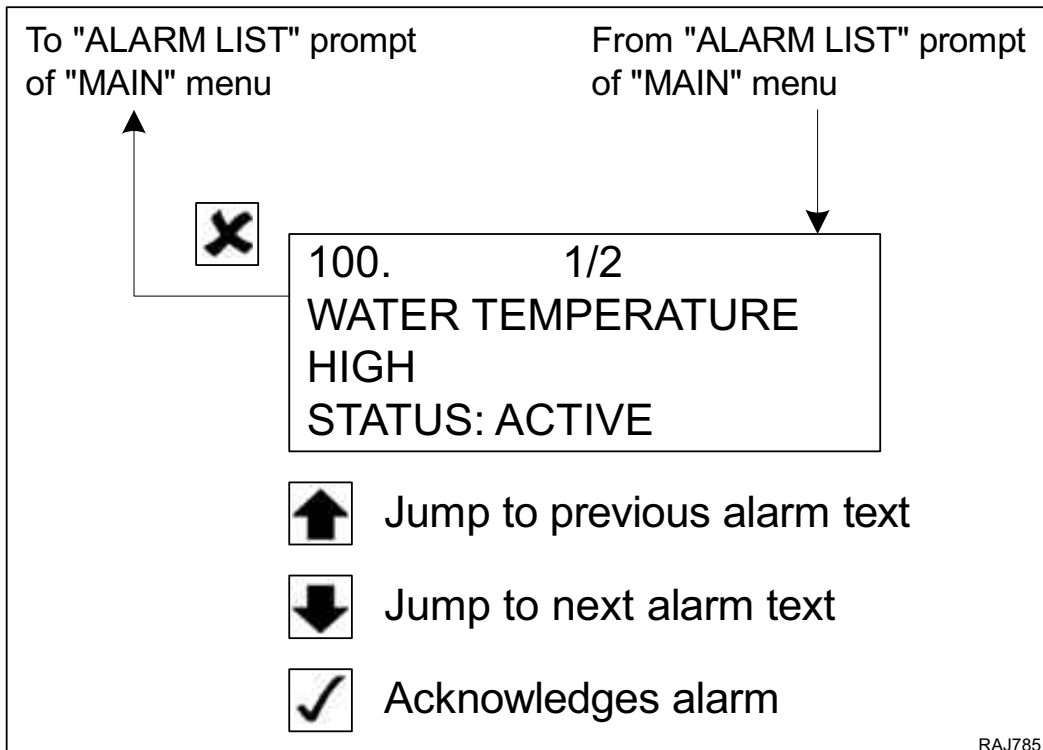 To "ALARM LIST" prompt
of "MAIN" menu
From "ALARM LIST" prompt
of "MAIN" menu
100. 1/2
WATER TEMPERATURE
HIGH
STATUS: ACTIVE
Jump to previous alarm text
Jump to next alarm text
Acknowledges alarm
RAJ785